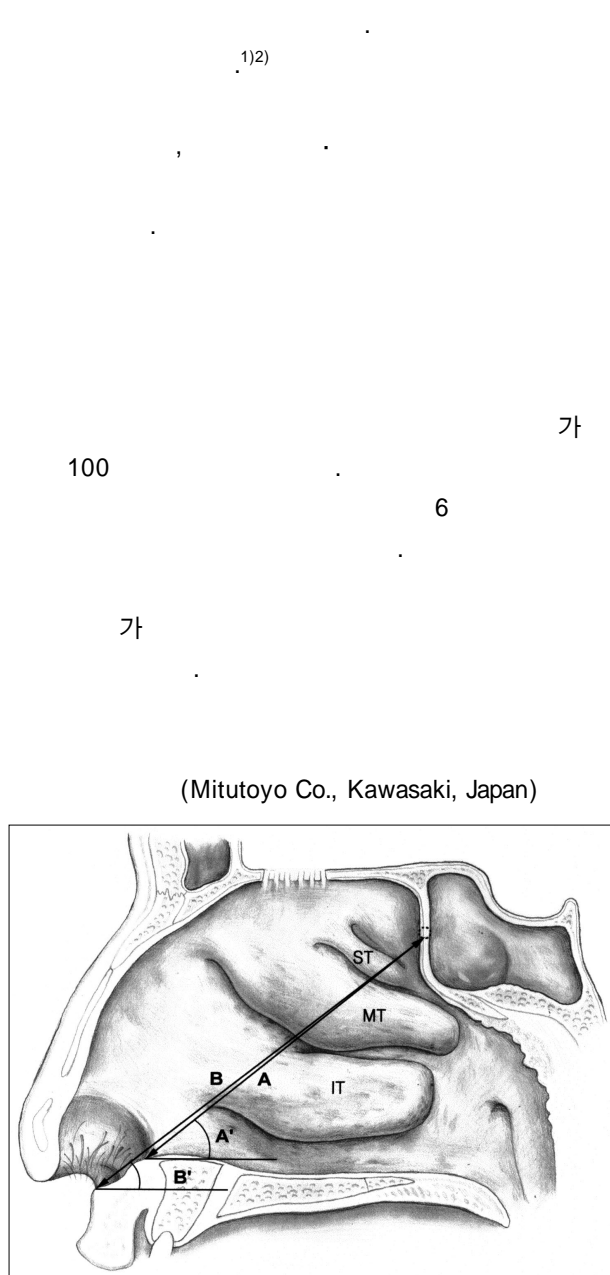 .
.1)2)
, .
.
가
100 .
6
.
가
.
(Mitutoyo Co., Kawasaki, Japan)
ST
MT
B A IT
A'
B'